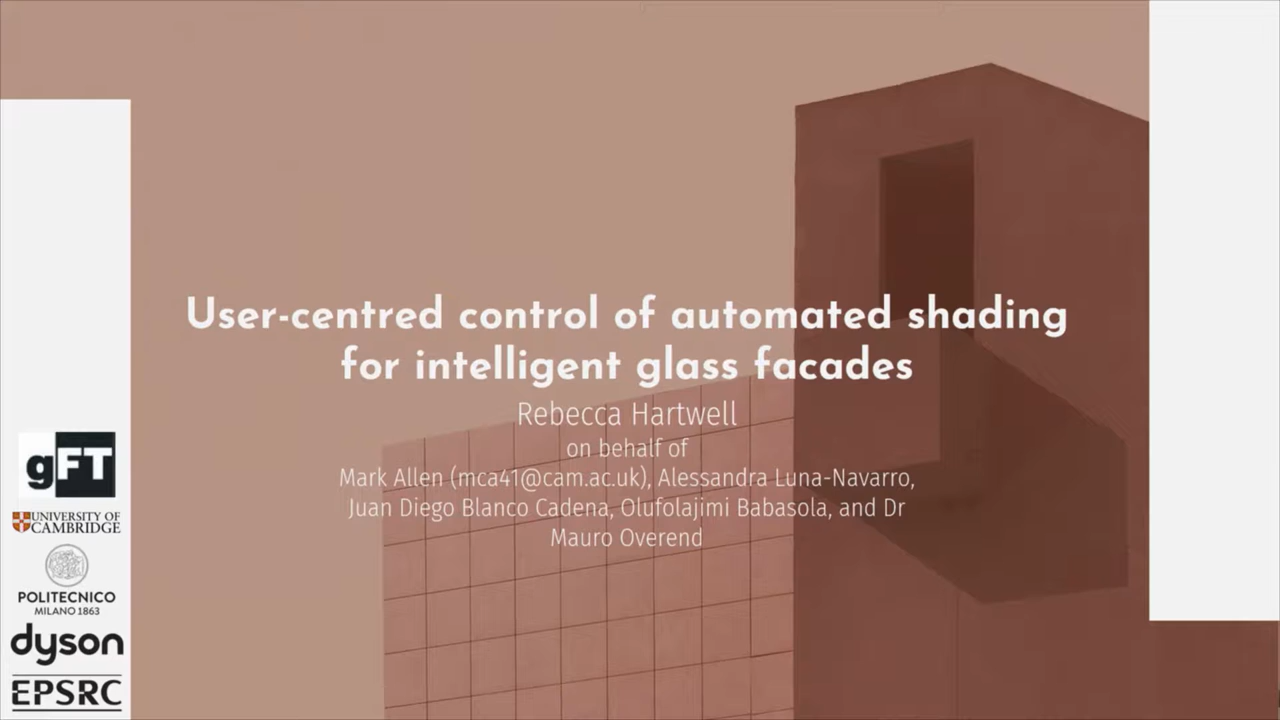 User-centred control of automated shading
for intelligent glass facades
Rebecca Hartwell
on behalf of
Mark Allen (mca41@cam.ac.uk), Alessandra Luna-Navarro,
Juan Diego Blanco Cadena, Olufolajimi Babasola, and Dr
Mauro Overend
gFT
UNIVERSITY OF
CAMBRIDGE
POLITECNICO
MILANO 1863
dyson
EPSRC